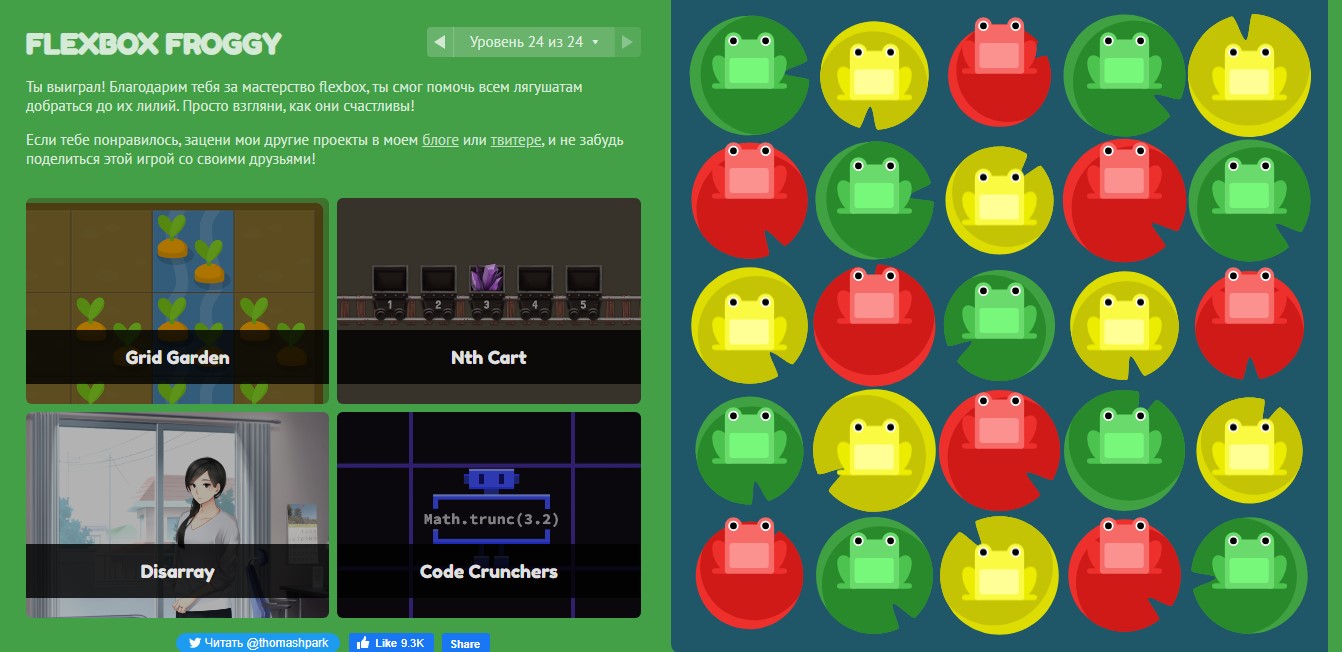 FLEXBOX FROGGY
Уровень 24 из 24
Ты выиграл! Благодарим тебя за мастерство flexbox, ты смог помочь всем лягушатам
добраться до их лилий. Просто взгляни, как они счастливы!
Если тебе понравилось, зацени мои другие проекты в моем блоге или твитере, и не забудь
поделиться этой игрой со своими друзьями!
1 2 3 4 5
Grid Garden
Nth Cart
Math.trunc(3.2)
Disarray
Code Crunchers
Читать @thomashpark
Like 9.3K
Share